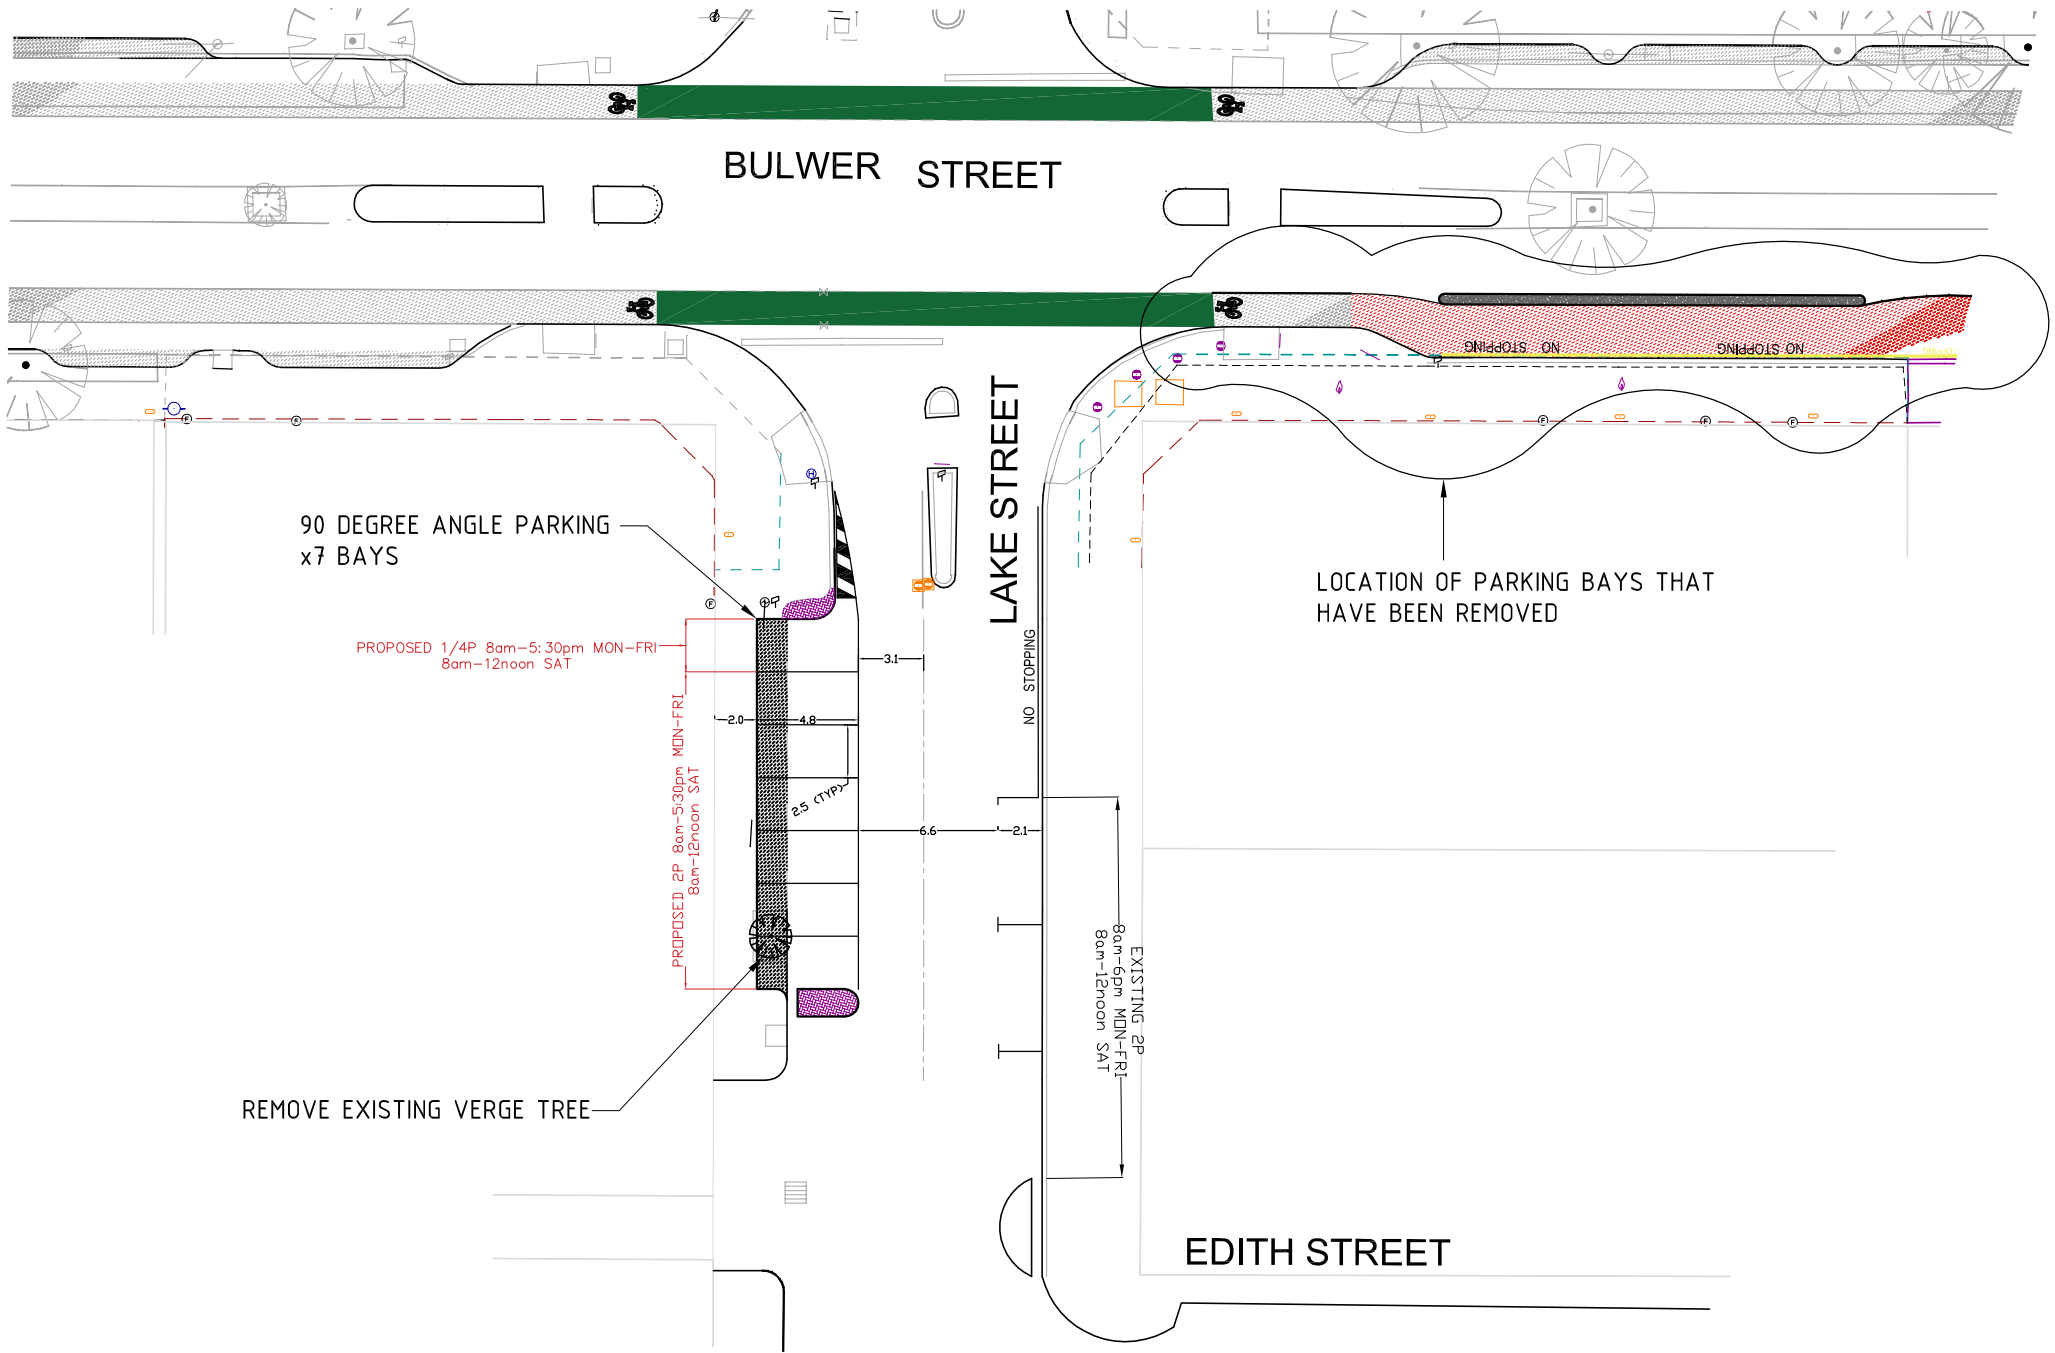 BULWER STREET
NO STOPPING
NO STOPPING
LAKE STREET
90 DEGREE ANGLE PARKING
x7 BAYS
LOCATION OF PARKING BAYS THAT
HAVE BEEN REMOVED
PROPOSED 1/4P 8am-5:30pm MON-FRI
8am-12noon SAT
3.1
NO STOPPING
2.0
4.8
PROPOSED 2P 8am-5:30pm MON-FRI
8am-12noon SAT
2.5 (TYP)
6.6
2.1
EXISTING 2P
8am-6pm MON-FRI
8am-12noon SAT
REMOVE EXISTING VERGE TREE
EDITH STREET
H
F
F
F
F
F
F